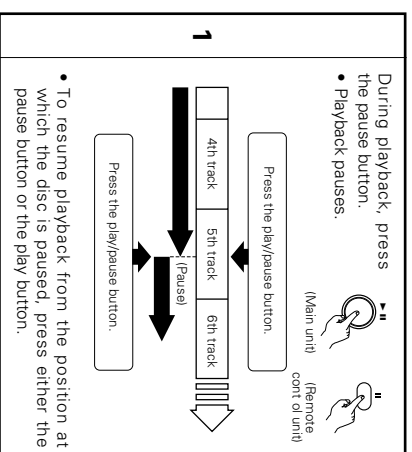 1
During playback, press
the pause button.
• Playback pauses.
(Main unit)
(Remote
cont ol unit)
Press the play/pause button.
4th track
5th track
6th track
(Pause)
Press the play/pause button.
• To resume playback from the position at
which the disc is paused, press either the
pause button or the play button.